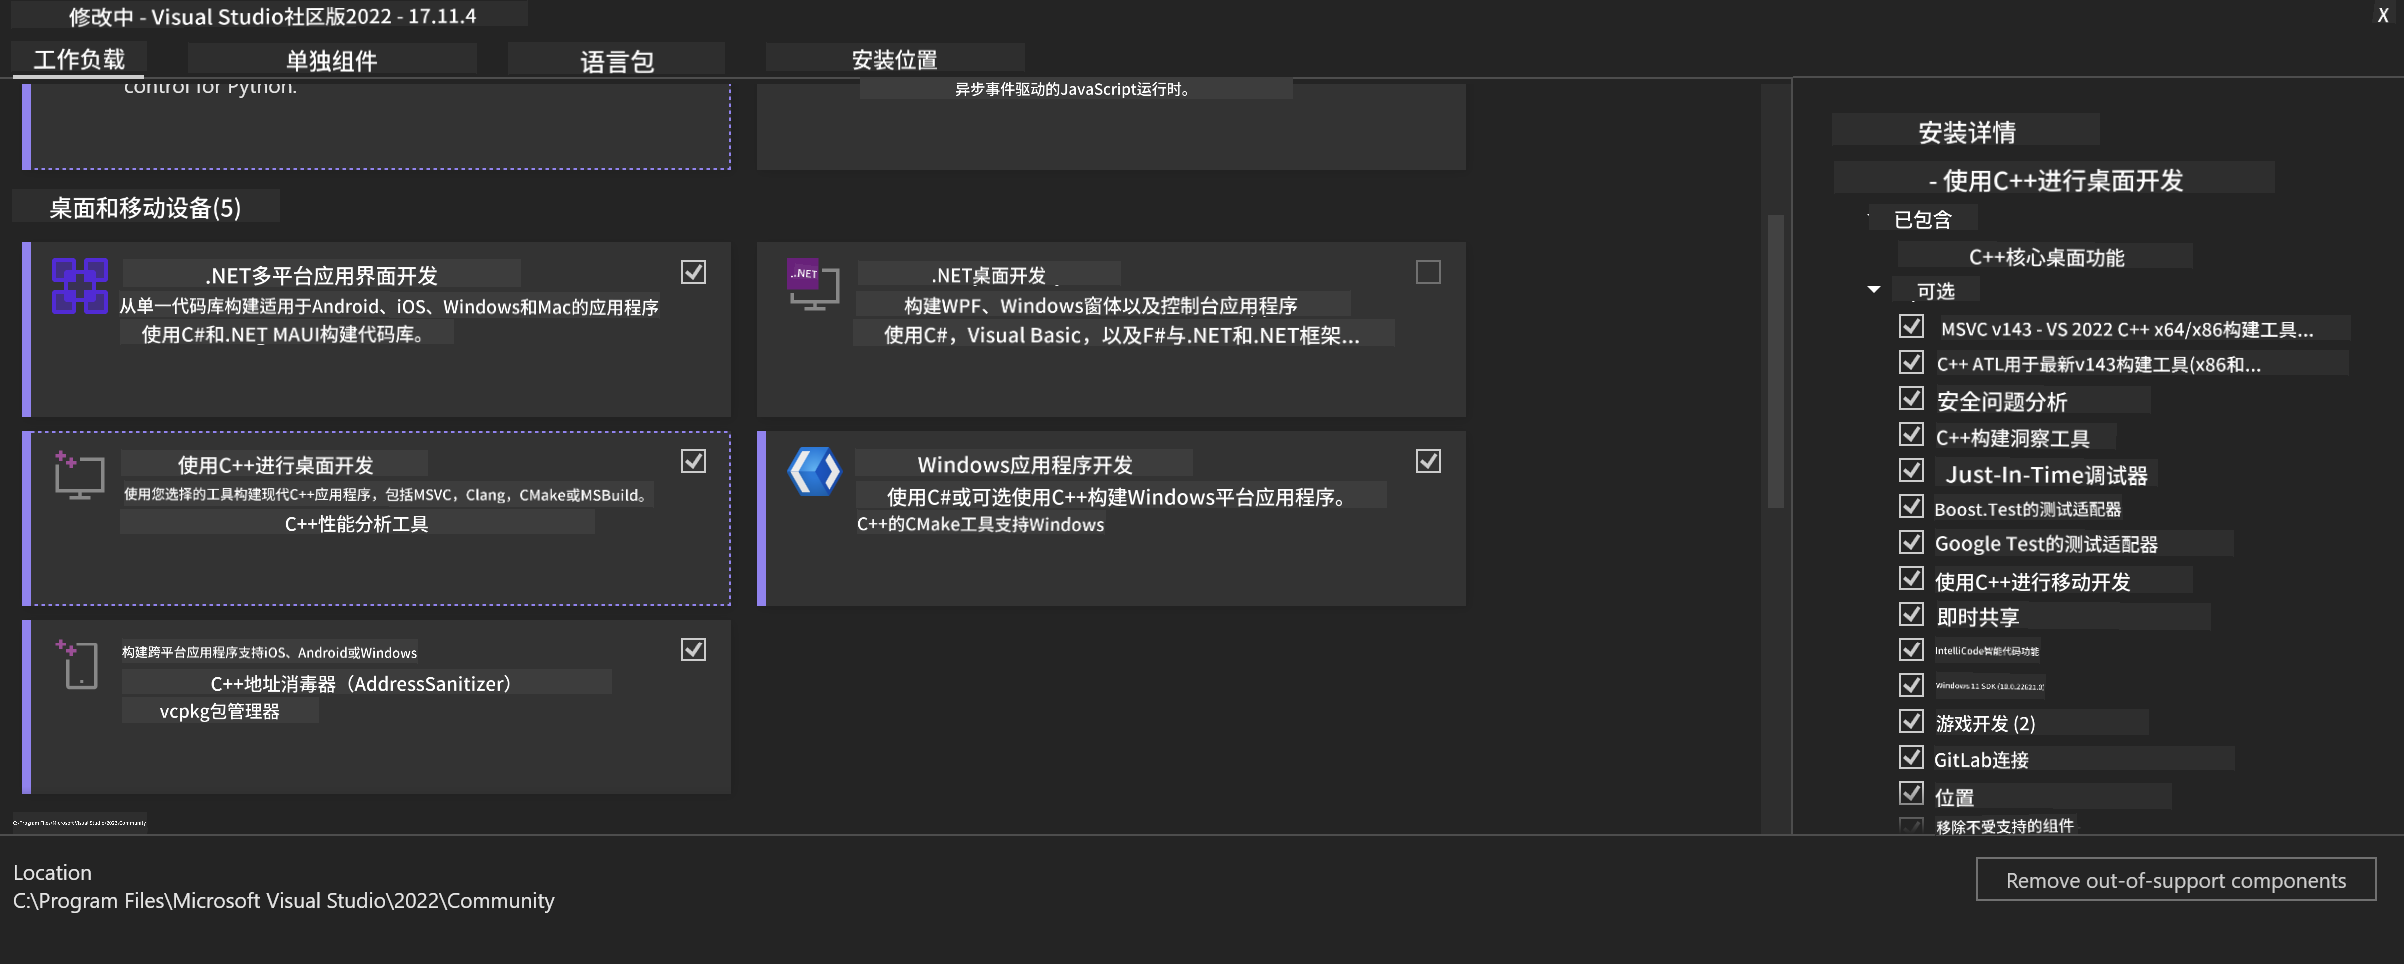 修改中 - Visual Studio社区版2022 - 17.11.4
X
工作负载
单独组件
语言包
安装位置
control for Python.
异步事件驱动的JavaScript运行时。
桌面和移动设备(5)
.NET多平台应用界面开发
从单一代码库构建适用于Android、iOS、Windows和Mac的应用程序
使用C#和.NET MAUI构建代码库。
.NET
.NET桌面开发
构建WPF、Windows窗体以及控制台应用程序
使用C#，Visual Basic，以及F#与.NET和.NET框架...
使用C++进行桌面开发
使用您选择的工具构建现代C++应用程序，包括MSVC，Clang，CMake或MSBuild。
C++性能分析工具
Windows应用程序开发
使用C#或可选使用C++构建Windows平台应用程序。
C++的CMake工具支持Windows
构建跨平台应用程序支持iOS、Android或Windows
C++地址消毒器（AddressSanitizer）
vcpkg包管理器
C:\Program Files\Microsoft Visual Studio\2022\Community
Location
C:\Program Files\Microsoft Visual Studio\2022\Community
安装详情
- 使用C++进行桌面开发
已包含
C++核心桌面功能
可选
MSVC v143 - VS 2022 C++ x64/x86构建工具...
C++ ATL用于最新v143构建工具(x86和...
安全问题分析
C++构建洞察工具
Just-In-Time调试器
Boost.Test的测试适配器
Google Test的测试适配器
使用C++进行移动开发
即时共享
IntelliCode智能代码功能
Windows 11 SDK (10.0.22621.0)
游戏开发 (2)
GitLab连接
位置
移除不受支持的组件
Remove out-of-support components